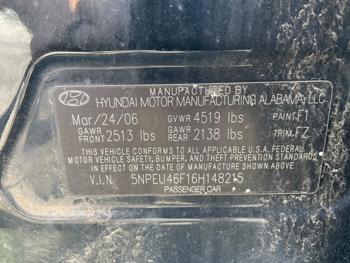 MANUFACTURED BY
HYUNDAI MOTOR MANUFACTURING ALABAMA, LLC
Mar/24/06 GVWR 4519 lbs PAINT F1
GAWR FRONT 2513 lbs GAWR REAR 2138 lbs TRIM FZ
THIS VEHICLE CONFORMS TO ALL APPLICABLE U.S.A. FEDERAL
MOTOR VEHICLE SAFETY, BUMPER, AND THEFT PREVENTION STANDARDS
IN EFFECT ON THE DATE OF MANUFACTURE SHOWN ABOVE.
V.I.N. 5NPEU46F16H148215
PASSENGER CAR